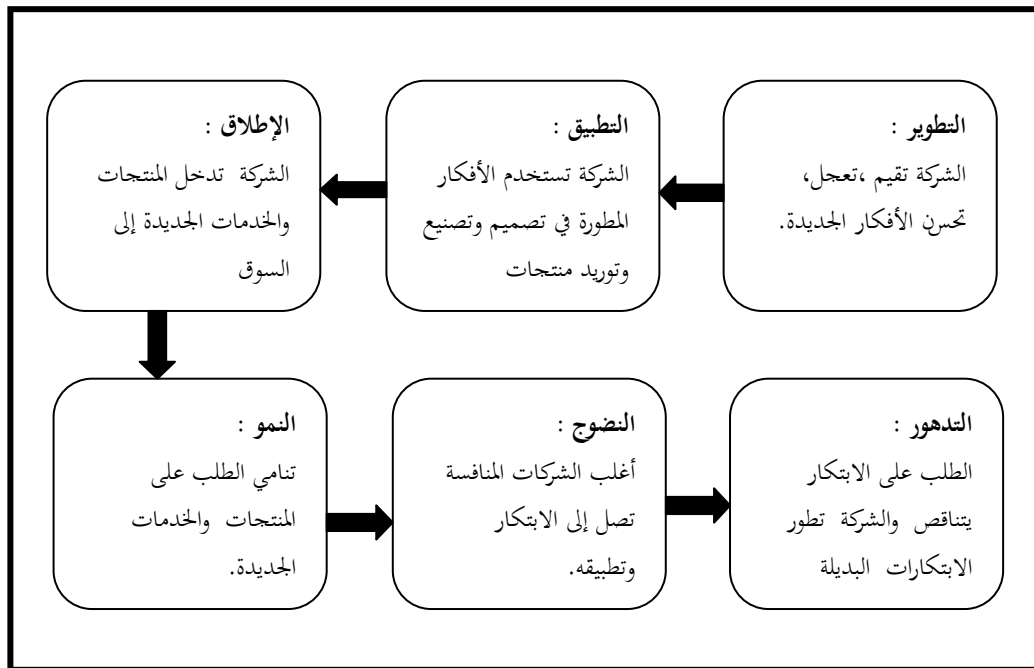 التطوير :
الشركة تقيم ،تعجل،
تحسن الأفكار الجديدة.
التطبيق :
الشركة تستخدم الأفكار
المطورة في تصميم وتصنيع
وتوريد منتجات
الإطلاق :
الشركة تدخل المنتجات
والخدمات الجديدة إلى
السوق
النمو :
تنامي الطلب على
المنتجات والخدمات
الجديدة.
النضوج :
أغلب الشركات المنافسة
تصل إلى الابتكار
وتطبيقه.
التدهور :
الطلب على الابتكار
يتناقص والشركة تطور
الابتكارات البديلة